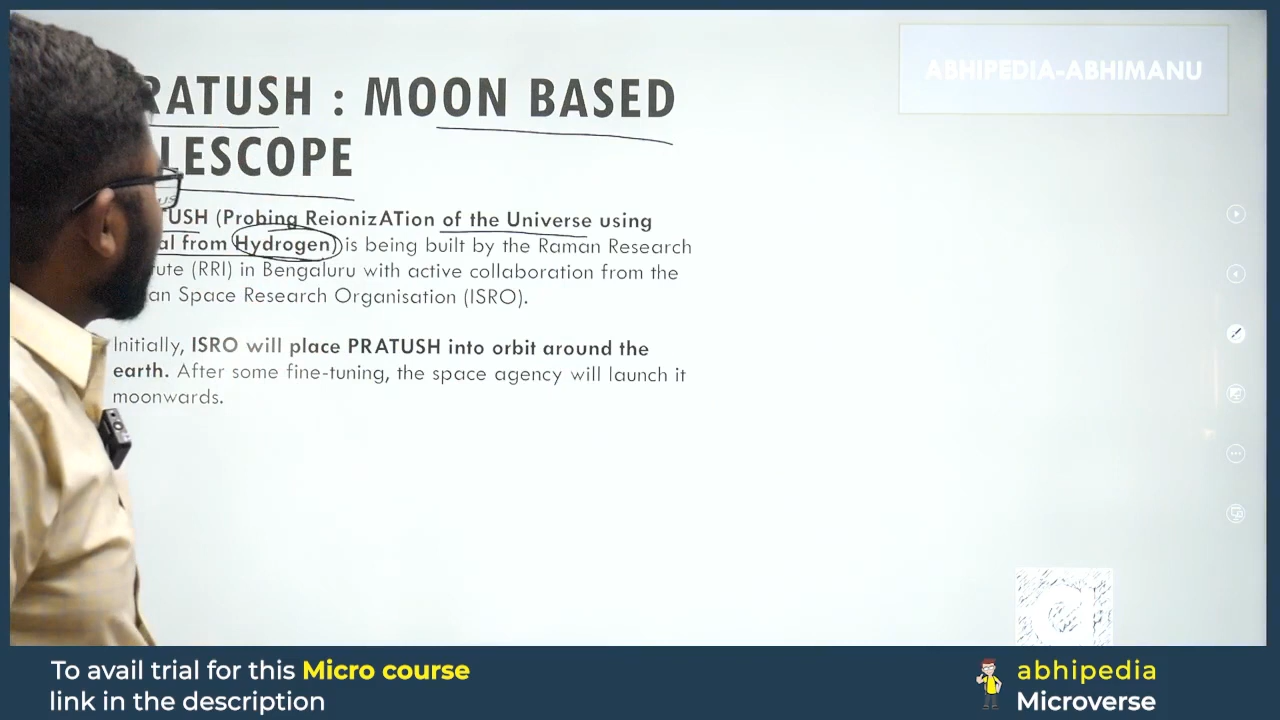 ABHIPEDIA-ABHIMANU
RATUSH : MOON BASED
LESCOPE
TUSH (Probing ReionizATion of the Universe using
al from Hydrogen) is being built by the Raman Research
ute (RRI) in Bengaluru with active collaboration from the
an Space Research Organisation (ISRO).
Initially, ISRO will place PRATUSH into orbit around the
earth. After some fine-tuning, the space agency will launch it
moonwards.
To avail trial for this Micro course
link in the description
abhipedia
Microverse